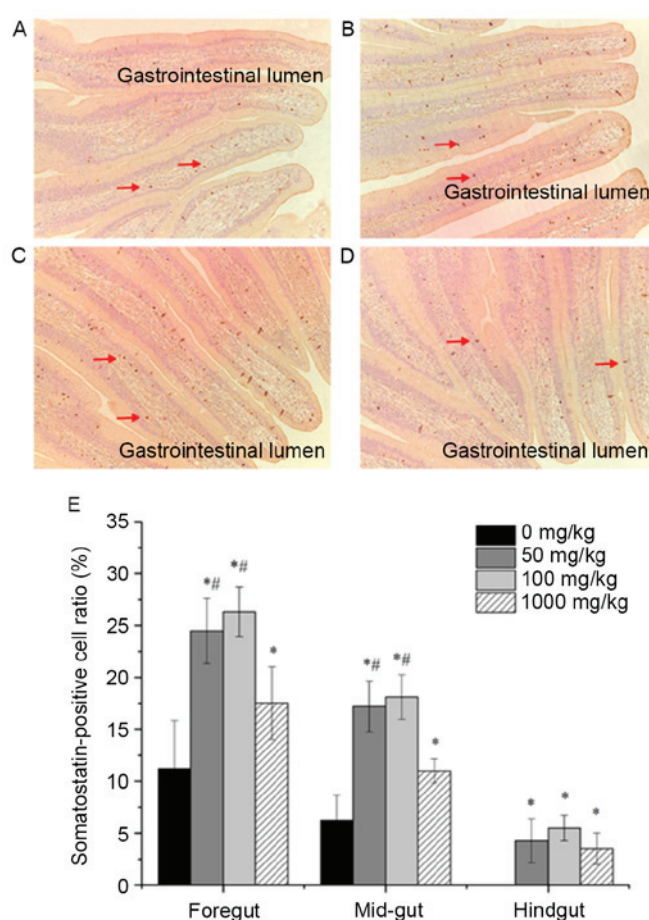 A
Gastrointestinal lumen
B
Gastrointestinal lumen
C
Gastrointestinal lumen
D
Gastrointestinal lumen
E
Somatostatin-positive cell ratio (%)
35
30
25
20
15
10
5
0
0 mg/kg
50 mg/kg
100 mg/kg
1000 mg/kg
*#
*#
*
*#
*#
*
*
*
*
Foregut
Mid-gut
Hindgut